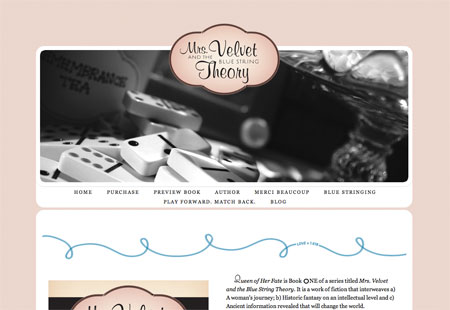 Mrs. Velvet
AND THE BLUE STRING
Theory
TEA
HOME PURCHASE PREVIEW BOOK AUTHOR MERCI BEAUCOUP BLUE STRINGING
PLAY FORWARD. MATCH BACK. BLOG
Queen of Her Fate is Book ONE of a series titled Mrs. Velvet
and the Blue String Theory. It is a work of fiction that interweaves a)
A woman's journey; b) Historic fantasy on an intellectual level and c)
Ancient information revealed that will change the world.
Mrs. Velvet